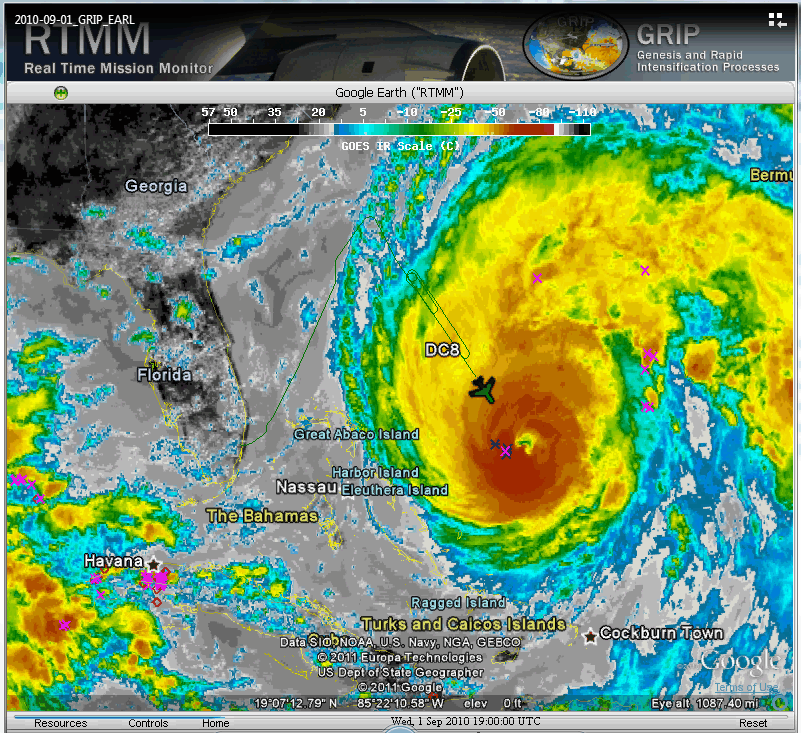 2010-09-01_GRIP_EARL
RTMM
Real Time Mission Monitor
GRIP
GRIP
Genesis and Rapid
Intensification Processes
Google Earth ("RTMM")
57 50 35 20 5 -10 -25 -50 -80 -110
GOES IR Scale (C)
Georgia
Bermu
DC8
Florida
Great Abaco Island
Harbor Island
Nassau
Eleuthera Island
The Bahamas
Havana
Ragged Island
Turks and Caicos Islands
Cockburn Town
Data SIO, NOAA, U.S. Navy, NGA, GEBCO
© 2011 Europa Technologies
US Dept of State Geographer
© 2011 Google
Google
Terms of Use
19°07'12.79" N 85°22'10.58" W elev 0 ft Eye alt 1087.40 mi
Resources Controls Home Wed, 1 Sep 2010 19:00:00 UTC Reset